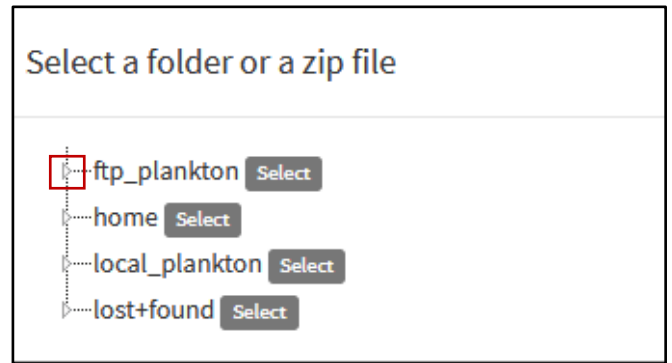 Select a folder or a zip file
ftp_plankton Select
home Select
local_plankton Select
lost+found Select